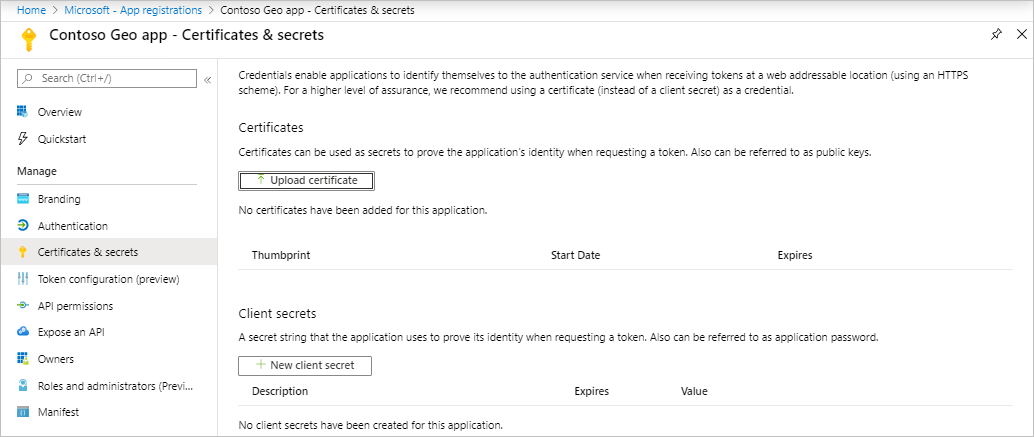 Home > Microsoft - App registrations > Contoso Geo app - Certificates & secrets
Contoso Geo app - Certificates & secrets
Search (Ctrl+/)
«
Overview
Quickstart
Manage
Branding
Authentication
Certificates & secrets
Token configuration (preview)
API permissions
Expose an API
Owners
Roles and administrators (Previ...
Manifest
Credentials enable applications to identify themselves to the authentication service when receiving tokens at a web addressable location (using an HTTPS
scheme). For a higher level of assurance, we recommend using a certificate (instead of a client secret) as a credential.
Certificates
Certificates can be used as secrets to prove the application's identity when requesting a token. Also can be referred to as public keys.
Upload certificate
No certificates have been added for this application.
Thumbprint Start Date Expires
Client secrets
A secret string that the application uses to prove its identity when requesting a token. Also can be referred to as application password.
New client secret
Description Expires Value
No client secrets have been created for this application.